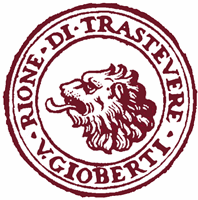 · RIONE · DI · TRASTEVERE ·
V. GIOBERTI